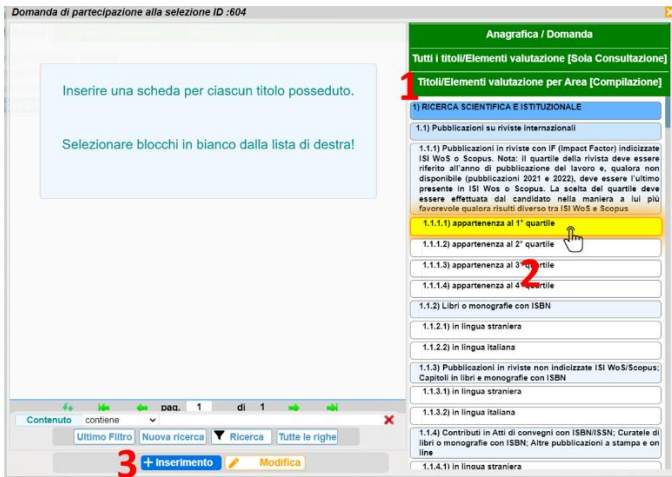 Domanda di partecipazione alla selezione ID :604
Inserire una scheda per ciascun titolo posseduto.
Selezionare blocchi in bianco dalla lista di destra!
pag. 1 di 1
Contenuto contiene
Ultimo Filtro Nuova ricerca Ricerca Tutte le righe
3
+ Inserimento Modifica
Anagrafica / Domanda
Tutti i titoli/Elementi valutazione [Sola Consultazione]
1
Titoli/Elementi valutazione per Area [Compilazione]
1) RICERCA SCIENTIFICA E ISTITUZIONALE
1.1) Pubblicazioni su riviste internazionali
1.1.1) Pubblicazioni in riviste con IF (Impact Factor) indicizzate
ISI WoS o Scopus. Nota: il quartile della rivista deve essere
riferito all'anno di pubblicazione del lavoro e, qualora non
disponibile (pubblicazioni 2021 e 2022), deve essere l'ultimo
presente in ISI Wos o Scopus. La scelta del quartile deve
essere effettuata dal candidato nella maniera a lui più
favorevole qualora risulti diverso tra ISI WoS e Scopus
1.1.1.1) appartenenza al 1° quartile
1.1.1.2) appartenenza al 2° quartile
1.1.1.3) appartenenza al 3° quartile
2
1.1.1.4) appartenenza al 4° quartile
1.1.2) Libri o monografie con ISBN
1.1.2.1) in lingua straniera
1.1.2.2) in lingua italiana
1.1.3) Pubblicazioni in riviste non indicizzate ISI WoS/Scopus;
Capitoli in libri e monografie con ISBN
1.1.3.1) in lingua straniera
1.1.3.2) in lingua italiana
1.1.4) Contributi in Atti di convegni con ISBN/ISSN; Curatele di
libri o monografie con ISBN; Altre pubblicazioni a stampa e on
line
1.1.4.1) in lingua straniera